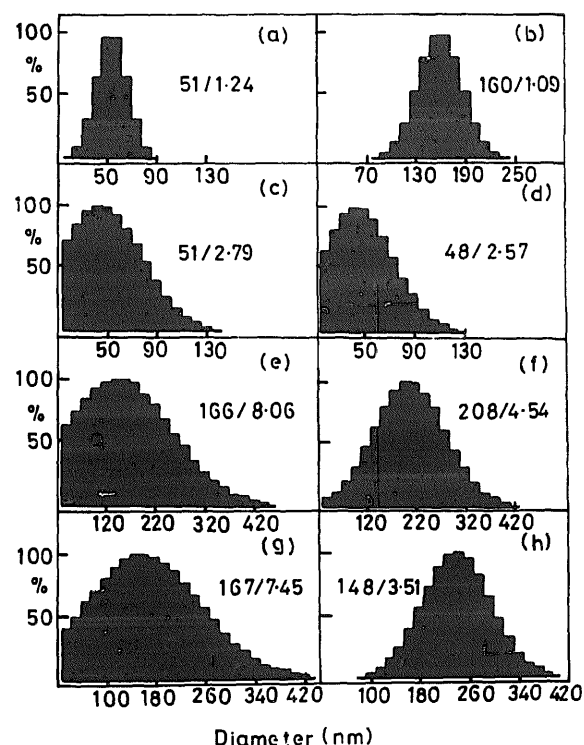 100 (a) (b)
% 51/1·24 160/1·09
50
50 90 130 70 130 190 250
100 (c) (d)
% 51/2·79 48/2·57
50
50 90 130 50 90 130
100 (e) (f)
% 166/8·06 208/4·54
50
120 220 320 420 120 220 320 420
100 (g) (h)
% 167/7.45 148/3.51
50
100 180 260 340 420 100 180 260 340 420
Diameter (nm)